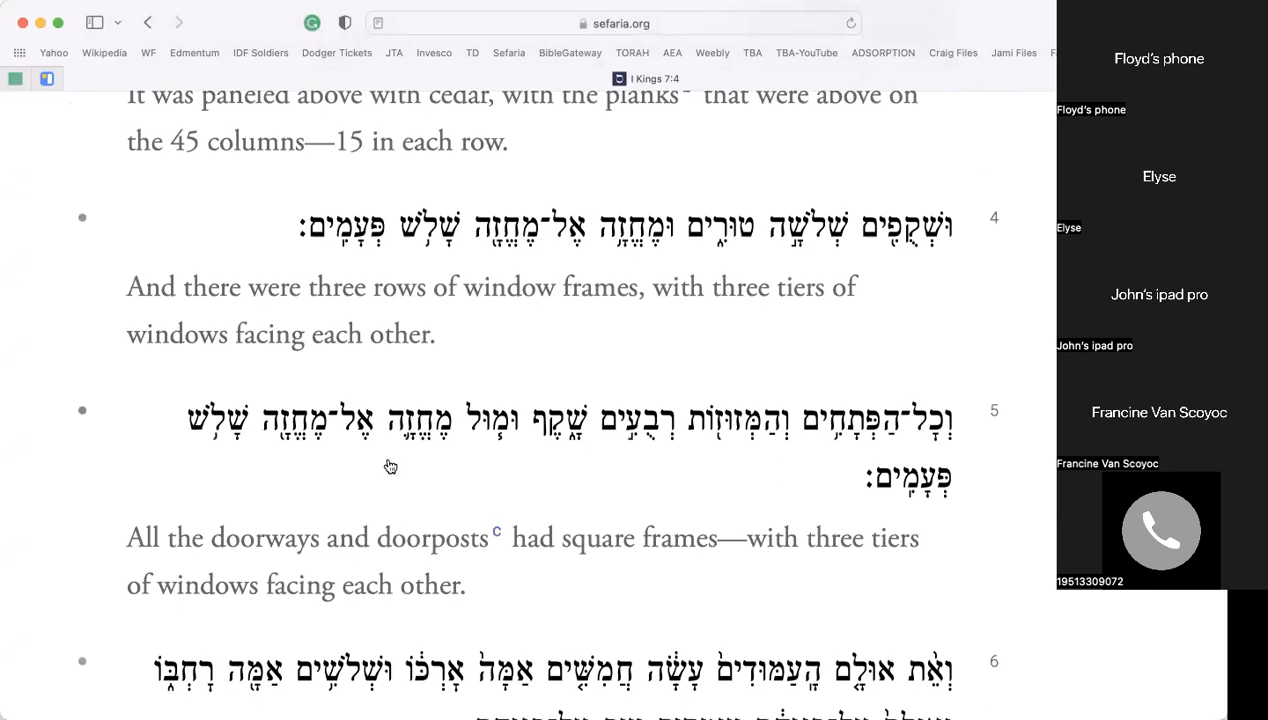 sefaria.org
Yahoo Wikipedia WF Edmentum IDF Soldiers Dodger Tickets JTA Invesco TD Sefaria BibleGateway TORAH AEA Weebly TBA TBA-YouTube ADSORPTION Craig Files Jami Files
I Kings 7:4
It was paneled above with cedar, with the planks that were above on
the 45 columns—15 in each row.
4
וּשְׁקֻפִ֖ים שְׁלֹשָׁ֣ה טוּרִ֑ים וּמֶחֱזָ֥ה אֶל־מֶחֱזָ֖ה שָׁלֹ֥שׁ פְּעָמִֽים׃
And there were three rows of window frames, with three tiers of
windows facing each other.
5
וְכׇל־הַפְּתָחִ֥ים וְהַמְּזוּז֖וֹת רְבֻעִ֣ים שָׁ֑קֶף וּמ֧וּל מֶחֱזָ֛ה אֶל־מֶחֱזָ֖ה שָׁלֹ֥שׁ
פְּעָמִֽים׃
All the doorways and doorposts c had square frames—with three tiers
of windows facing each other.
6
וְאֵ֨ת אוּלָ֤ם הָֽעַמּוּדִים֙ עָשָׂ֔ה חֲמִשִּׁ֤ים אַמָּה֙ אׇרְכּ֔וֹ וּשְׁלֹשִׁ֥ים אַמָּ֖ה רׇחְבּ֑וֹ
Floyd's phone
Floyd's phone
Elyse
Elyse
John's ipad pro
John's ipad pro
Francine Van Scoyoc
Francine Van Scoyoc
19513309072